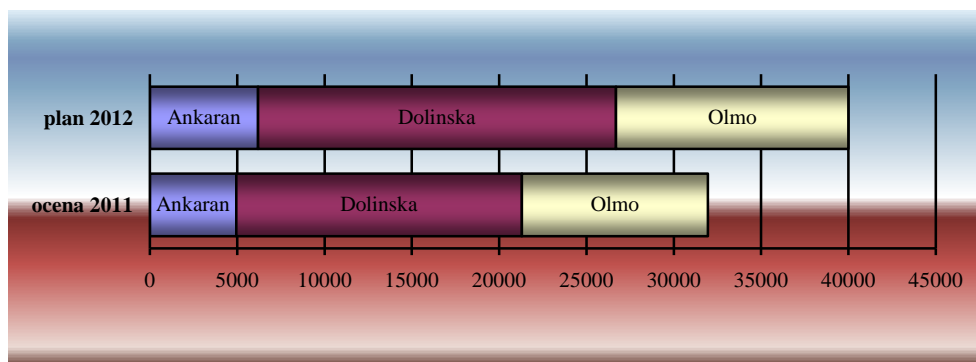 plan 2012 Ankaran Dolinska Olmo
ocena 2011 Ankaran Dolinska Olmo
0 5000 10000 15000 20000 25000 30000 35000 40000 45000